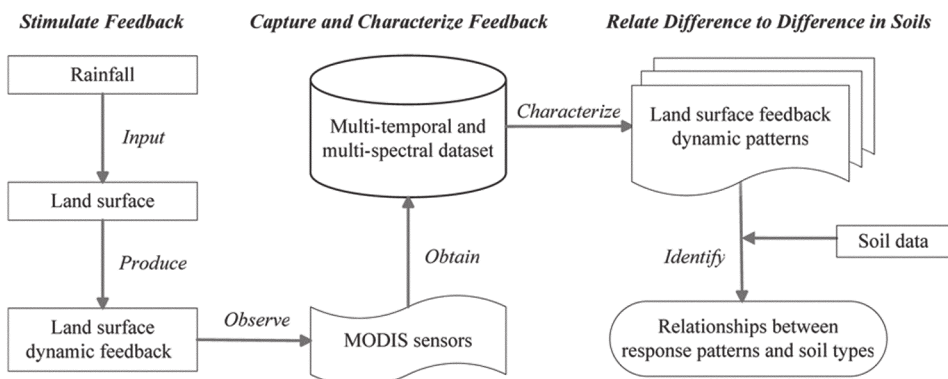 Stimulate Feedback
Capture and Characterize Feedback
Relate Difference to Difference in Soils
Rainfall
Input
Land surface
Produce
Land surface
dynamic feedback
Observe
MODIS sensors
Obtain
Multi-temporal and
multi-spectral dataset
Characterize
Land surface feedback
dynamic patterns
Soil data
Identify
Relationships between
response patterns and soil types